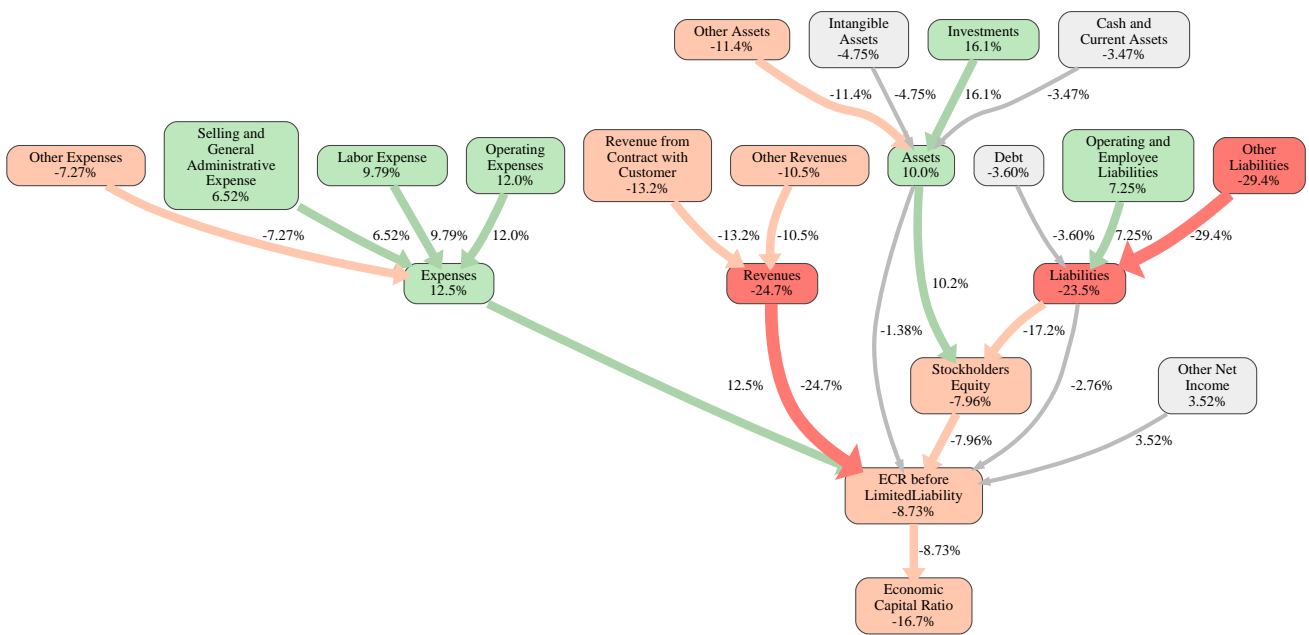 Other Assets
-11.4%
Intangible
Assets
-4.75%
Investments
16.1%
Cash and
Current Assets
-3.47%
-11.4%
-4.75%
16.1%
-3.47%
Other Expenses
-7.27%
Selling and
General
Administrative
Expense
6.52%
Labor Expense
9.79%
Operating
Expenses
12.0%
Revenue from
Contract with
Customer
-13.2%
Other Revenues
-10.5%
Assets
10.0%
Debt
-3.60%
Operating and
Employee
Liabilities
7.25%
Other
Liabilities
-29.4%
-7.27%
6.52%
9.79%
12.0%
-13.2%
-10.5%
-3.60%
7.25%
-29.4%
Expenses
12.5%
Revenues
-24.7%
10.2%
Liabilities
-23.5%
-1.38%
-17.2%
12.5%
-24.7%
Stockholders
Equity
-7.96%
-2.76%
Other Net
Income
3.52%
-7.96%
3.52%
ECR before
LimitedLiability
-8.73%
-8.73%
Economic
Capital Ratio
-16.7%